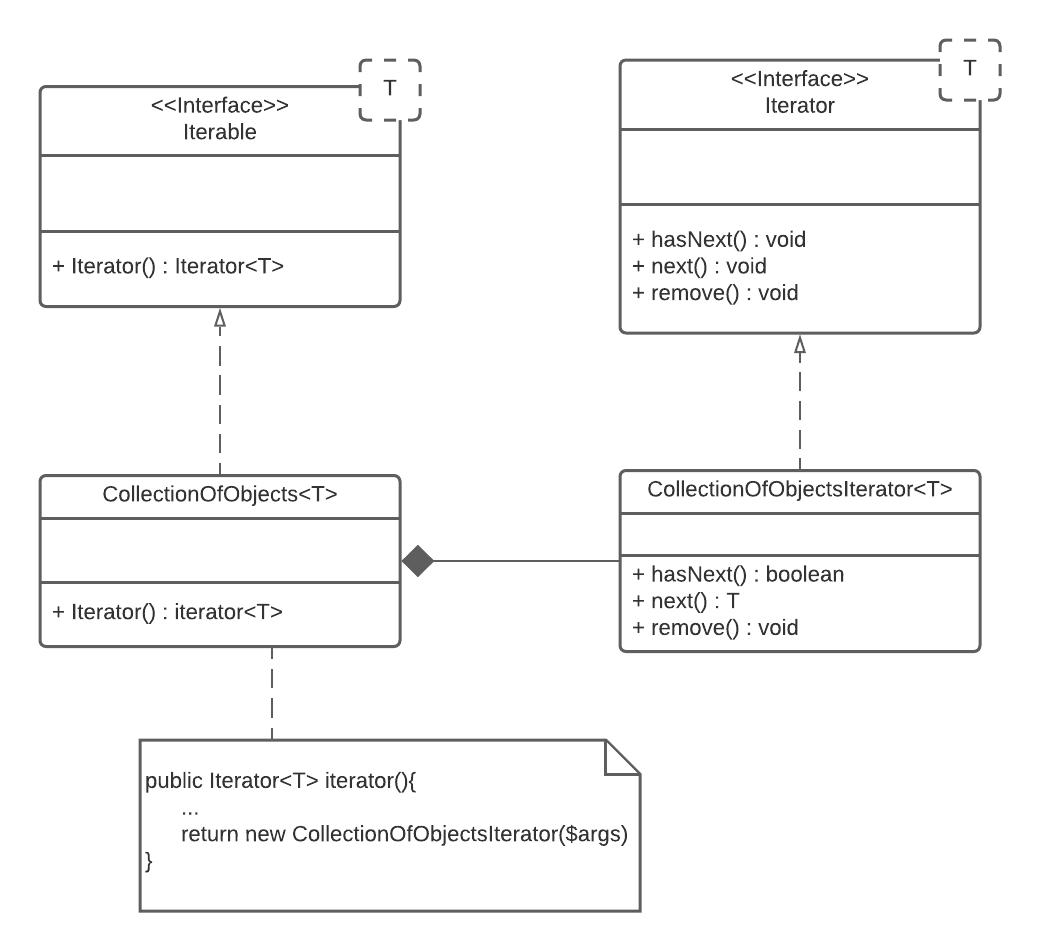 T
<<Interface>>
Iterable
+ Iterator() : Iterator<T>
T
<<Interface>>
Iterator
+ hasNext() : void
+ next() : void
+ remove() : void
CollectionOfObjects<T>
+ Iterator() : iterator<T>
CollectionOfObjectsIterator<T>
+ hasNext() : boolean
+ next() : T
+ remove() : void
public Iterator<T> iterator(){
...
return new CollectionOfObjectsIterator($args)
}